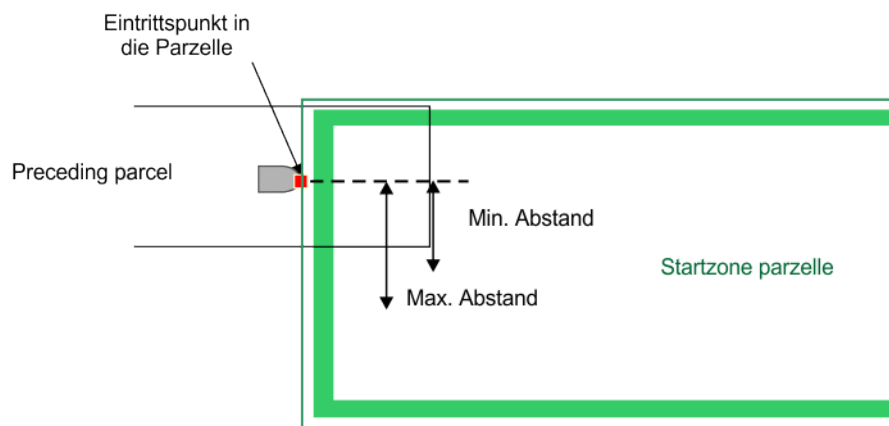 Eintrittspunkt in
die Parzelle
Preceding parcel
Min. Abstand
Startzone parzelle
Max. Abstand